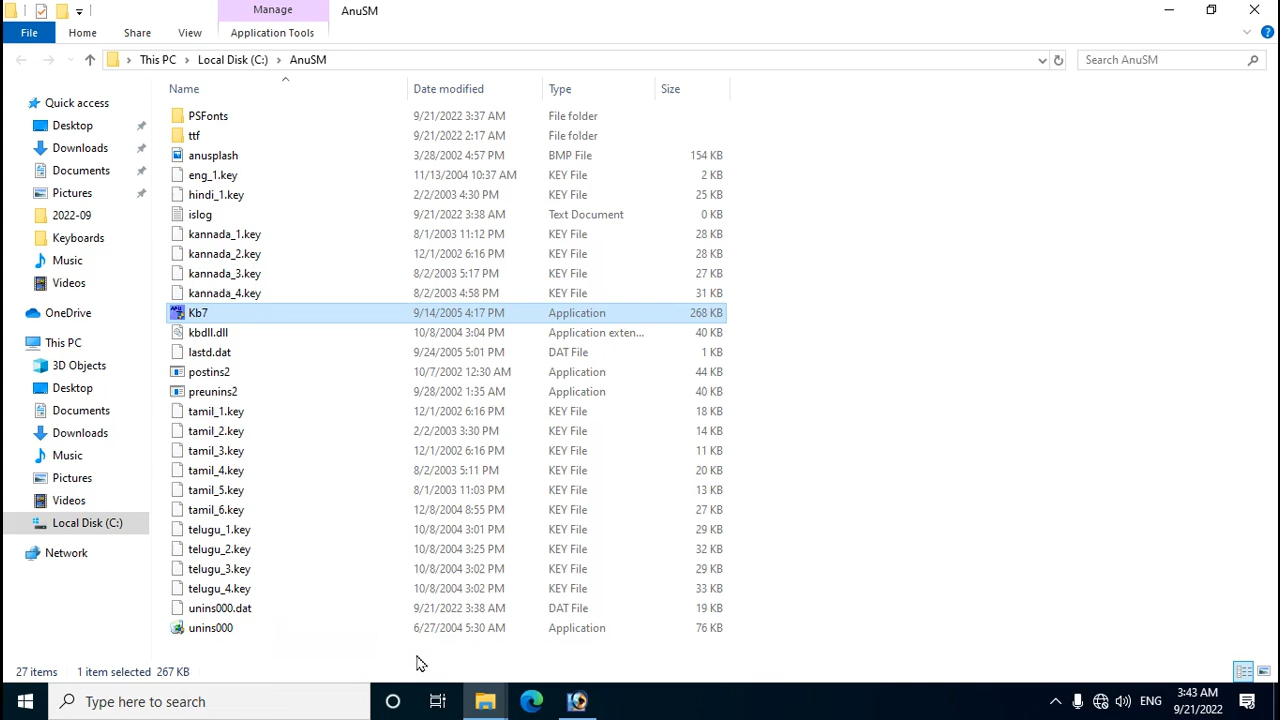 Manage
AnuSM
File
Home
Share
View
Application Tools
This PC
Local Disk (C:)
AnuSM
Search AnuSM
Name
Date modified
Type
Size
Quick access
Desktop
Downloads
Documents
Pictures
2022-09
Keyboards
Music
Videos
OneDrive
This PC
3D Objects
Desktop
Documents
Downloads
Music
Pictures
Videos
Local Disk (C:)
Network
PSFonts 9/21/2022 3:37 AM File folder
ttf 9/21/2022 2:17 AM File folder
anusplash 3/28/2002 4:57 PM BMP File 154 KB
eng_1.key 11/13/2004 10:37 AM KEY File 2 KB
hindi_1.key 2/2/2003 4:30 PM KEY File 25 KB
islog 9/21/2022 3:38 AM Text Document 0 KB
kannada_1.key 8/1/2003 11:12 PM KEY File 28 KB
kannada_2.key 12/1/2002 6:16 PM KEY File 28 KB
kannada_3.key 8/2/2003 5:17 PM KEY File 27 KB
kannada_4.key 8/2/2003 4:58 PM KEY File 31 KB
Kb7 9/14/2005 4:17 PM Application 268 KB
kbdll.dll 10/8/2004 3:04 PM Application exten... 40 KB
lastd.dat 9/24/2005 5:01 PM DAT File 1 KB
postins2 10/7/2002 12:30 AM Application 44 KB
preunins2 9/28/2002 1:35 AM Application 40 KB
tamil_1.key 12/1/2002 6:16 PM KEY File 18 KB
tamil_2.key 2/2/2003 3:30 PM KEY File 14 KB
tamil_3.key 12/1/2002 6:16 PM KEY File 11 KB
tamil_4.key 8/2/2003 5:11 PM KEY File 20 KB
tamil_5.key 8/1/2003 11:03 PM KEY File 13 KB
tamil_6.key 12/8/2004 8:55 PM KEY File 27 KB
telugu_1.key 10/8/2004 3:01 PM KEY File 29 KB
telugu_2.key 10/8/2004 3:25 PM KEY File 32 KB
telugu_3.key 10/8/2004 3:02 PM KEY File 29 KB
telugu_4.key 10/8/2004 3:02 PM KEY File 33 KB
unins000.dat 9/21/2022 3:38 AM DAT File 19 KB
unins000 6/27/2004 5:30 AM Application 76 KB
27 items 1 item selected 267 KB
Type here to search
ENG
3:43 AM
9/21/2022